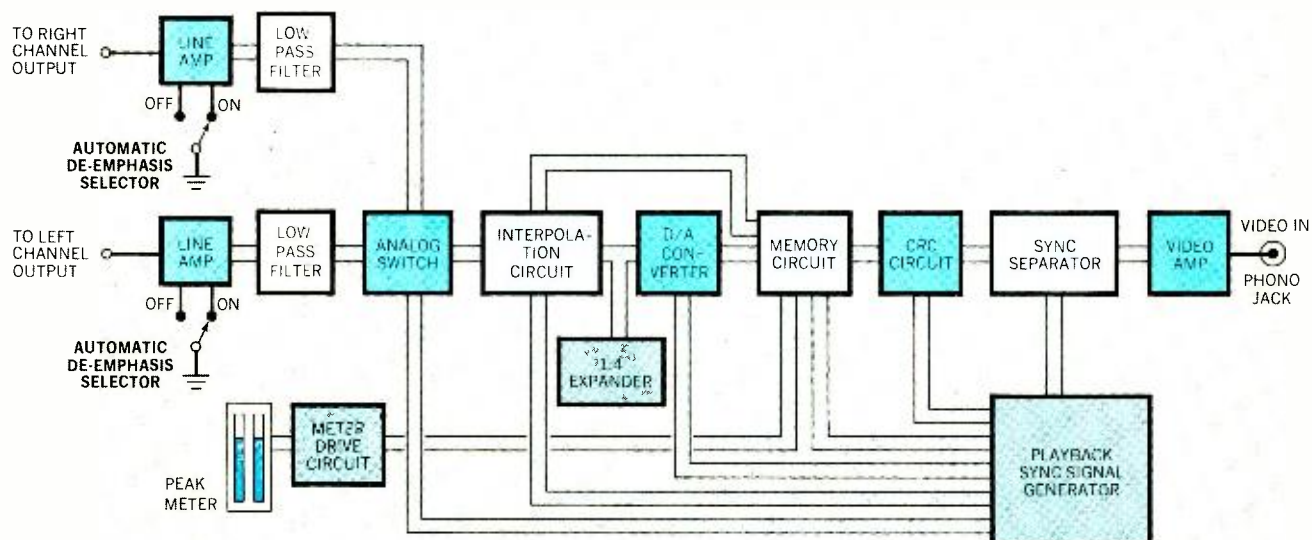 TO RIGHT
CHANNEL
OUTPUT
LINE
AMP
LOW
PASS
FILTER
OFF
ON
AUTOMATIC
DE-EMPHASIS
SELECTOR
TO LEFT
CHANNEL
OUTPUT
LINE
AMP
LOW
PASS
FILTER
ANALOG
SWITCH
INTERPOLA-
TION
CIRCUIT
D/A
CON-
VERTER
MEMORY
CIRCUIT
CRC
CIRCUIT
SYNC
SEPARATOR
VIDEO
AMP
VIDEO IN
PHONO
JACK
OFF
ON
AUTOMATIC
DE-EMPHASIS
SELECTOR
1:4
EXPANDER
PEAK
METER
METER
DRIVE
CIRCUIT
PLAYBACK
SYNC SIGNAL
GENERATOR